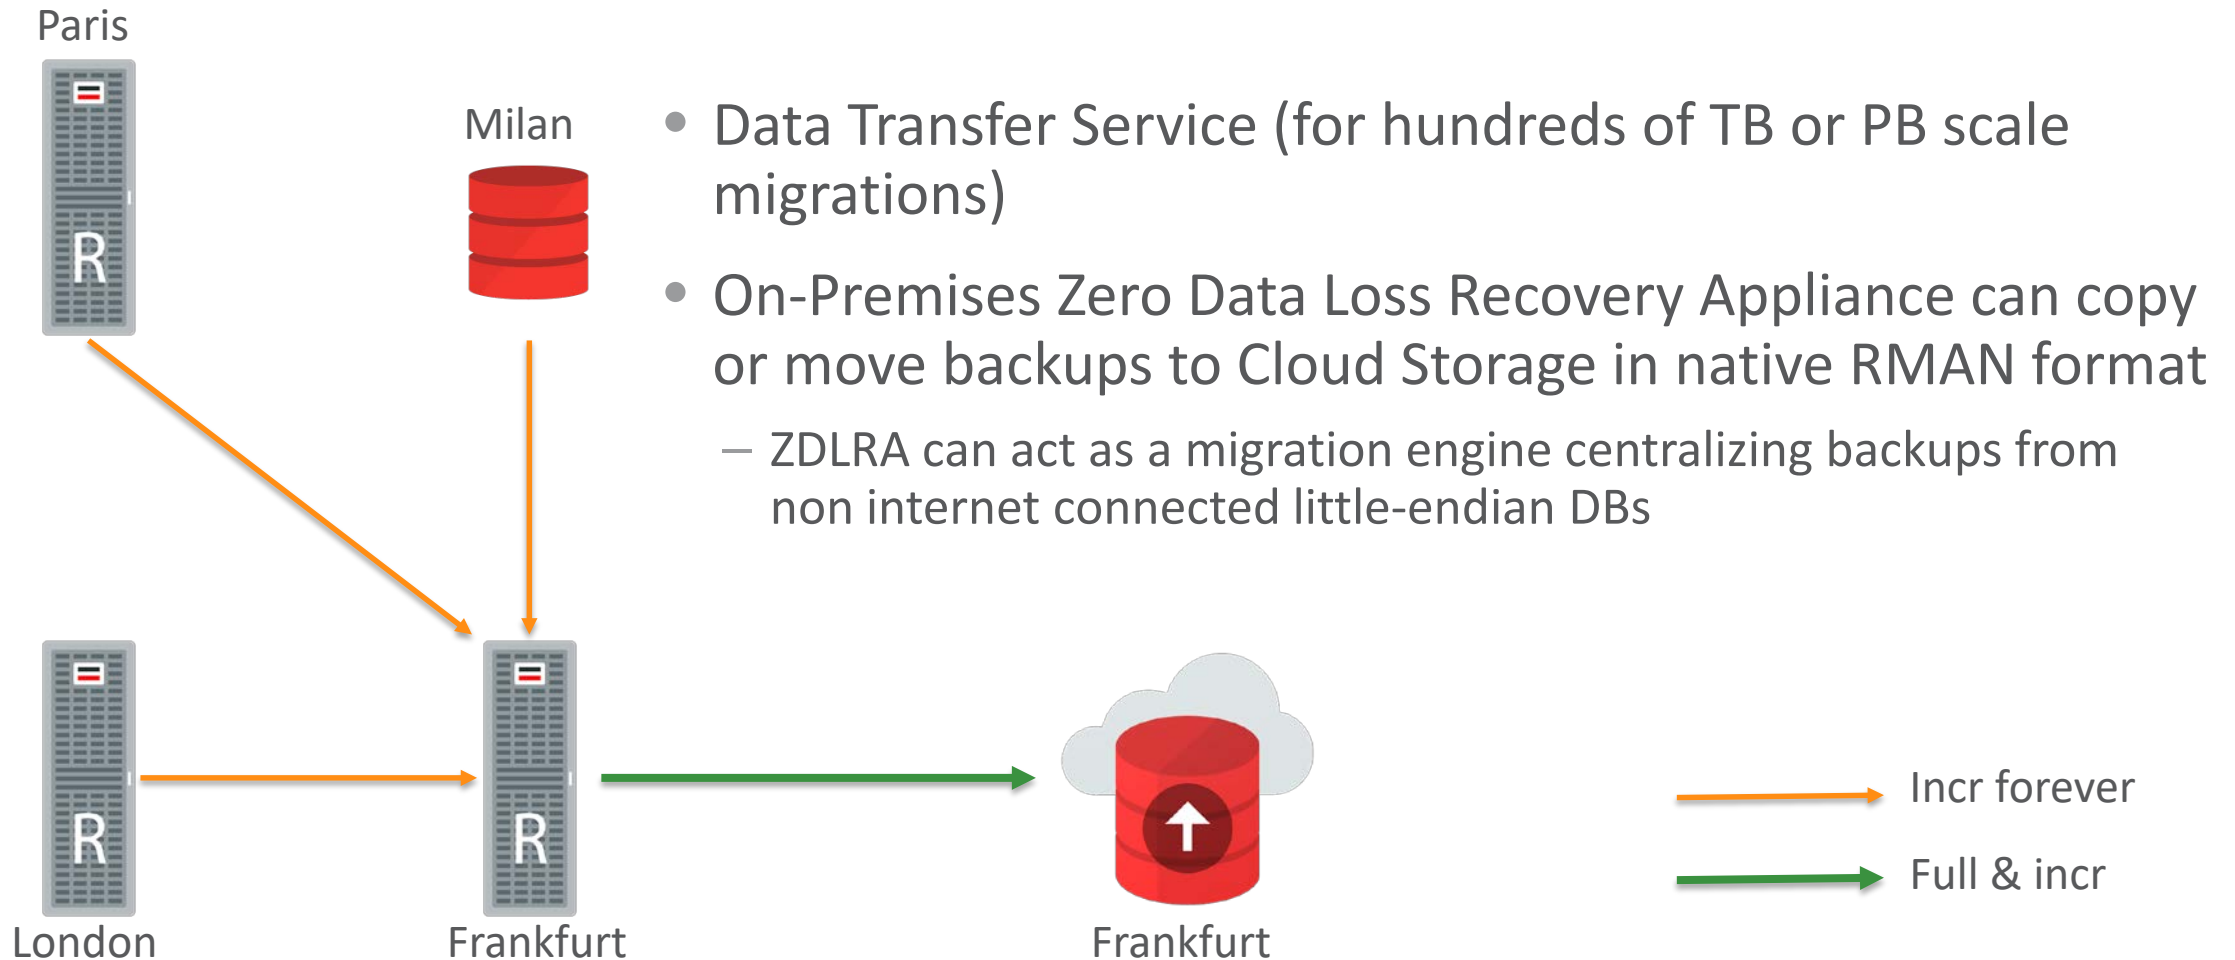 Paris
Milan
• Data Transfer Service (for hundreds of TB or PB scale
migrations)
• On-Premises Zero Data Loss Recovery Appliance can copy
or move backups to Cloud Storage in native RMAN format
– ZDLRA can act as a migration engine centralizing backups from
non internet connected little-endian DBs
R
R
R
London
Frankfurt
Frankfurt
Incr forever
Full & incr